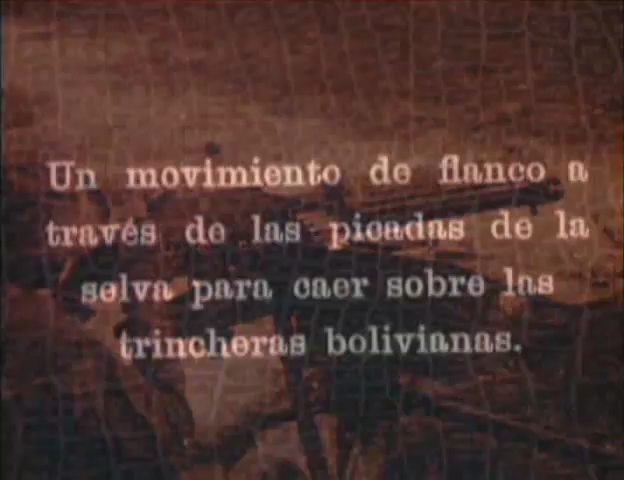 Un movimiento de flanco a
través de las picadas de la
selva para caer sobre las
trincheras bolivianas.